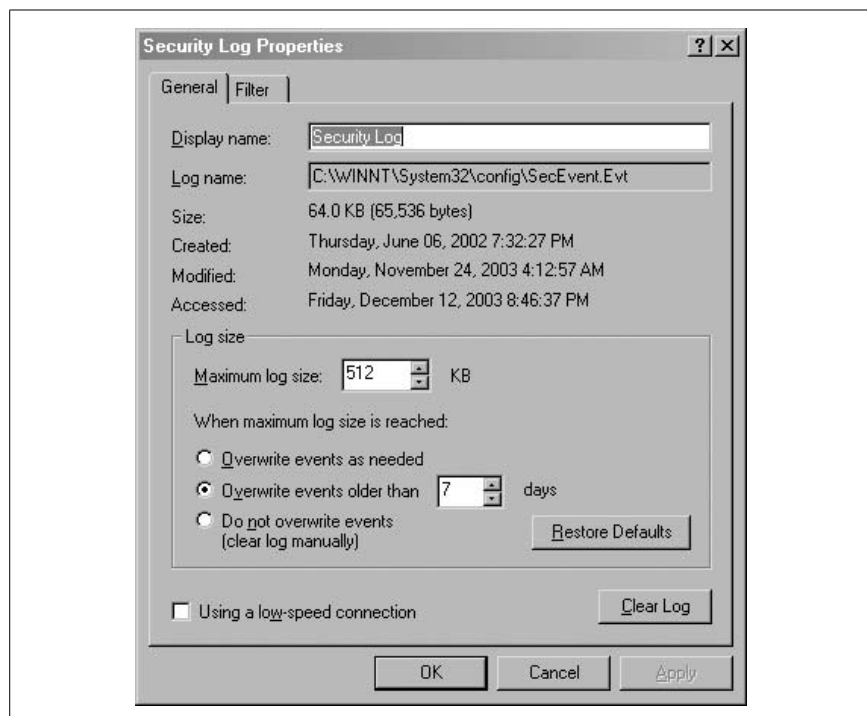 Security Log Properties
General Filter
Display name: Security Log
Log name: C:\WINNT\System32\config\SecEvent.Evt
Size: 64.0 KB (65,536 bytes)
Created: Thursday, June 06, 2002 7:32:27 PM
Modified: Monday, November 24, 2003 4:12:57 AM
Accessed: Friday, December 12, 2003 8:46:37 PM
Log size
Maximum log size: 512 KB
When maximum log size is reached:
Overwrite events as needed
Overwrite events older than 7 days
Do not overwrite events
(clear log manually)
Restore Defaults
Using a low-speed connection
Clear Log
OK Cancel Apply